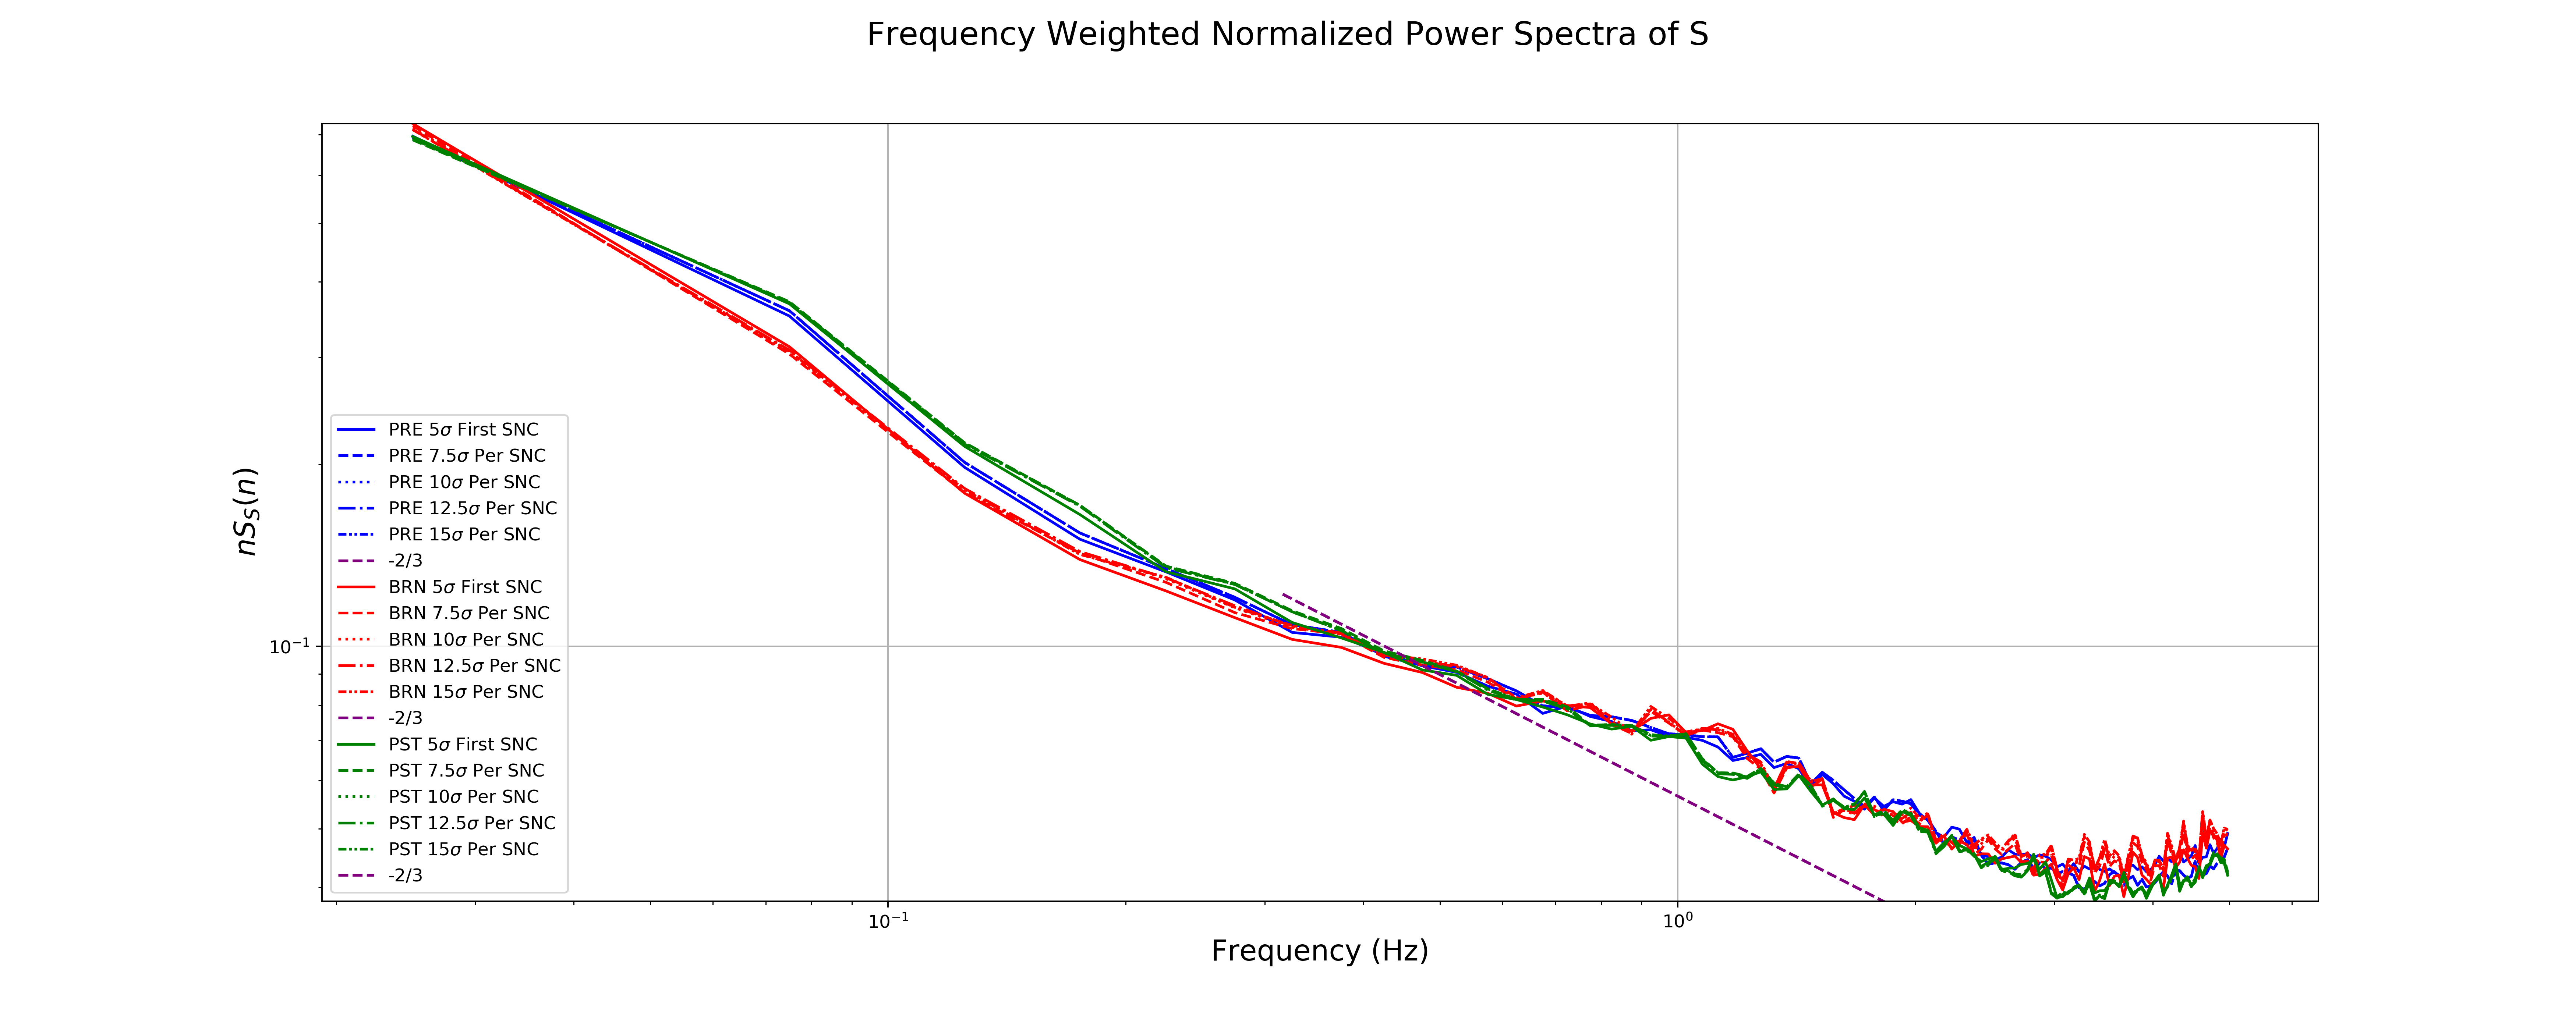 Frequency Weighted Normalized Power Spectra of S
nS_S(n)
10⁻¹
PRE 5σ First SNC
PRE 7.5σ Per SNC
PRE 10σ Per SNC
PRE 12.5σ Per SNC
PRE 15σ Per SNC
-2/3
BRN 5σ First SNC
BRN 7.5σ Per SNC
BRN 10σ Per SNC
BRN 12.5σ Per SNC
BRN 15σ Per SNC
-2/3
PST 5σ First SNC
PST 7.5σ Per SNC
PST 10σ Per SNC
PST 12.5σ Per SNC
PST 15σ Per SNC
-2/3
10⁻¹ 10⁰
Frequency (Hz)